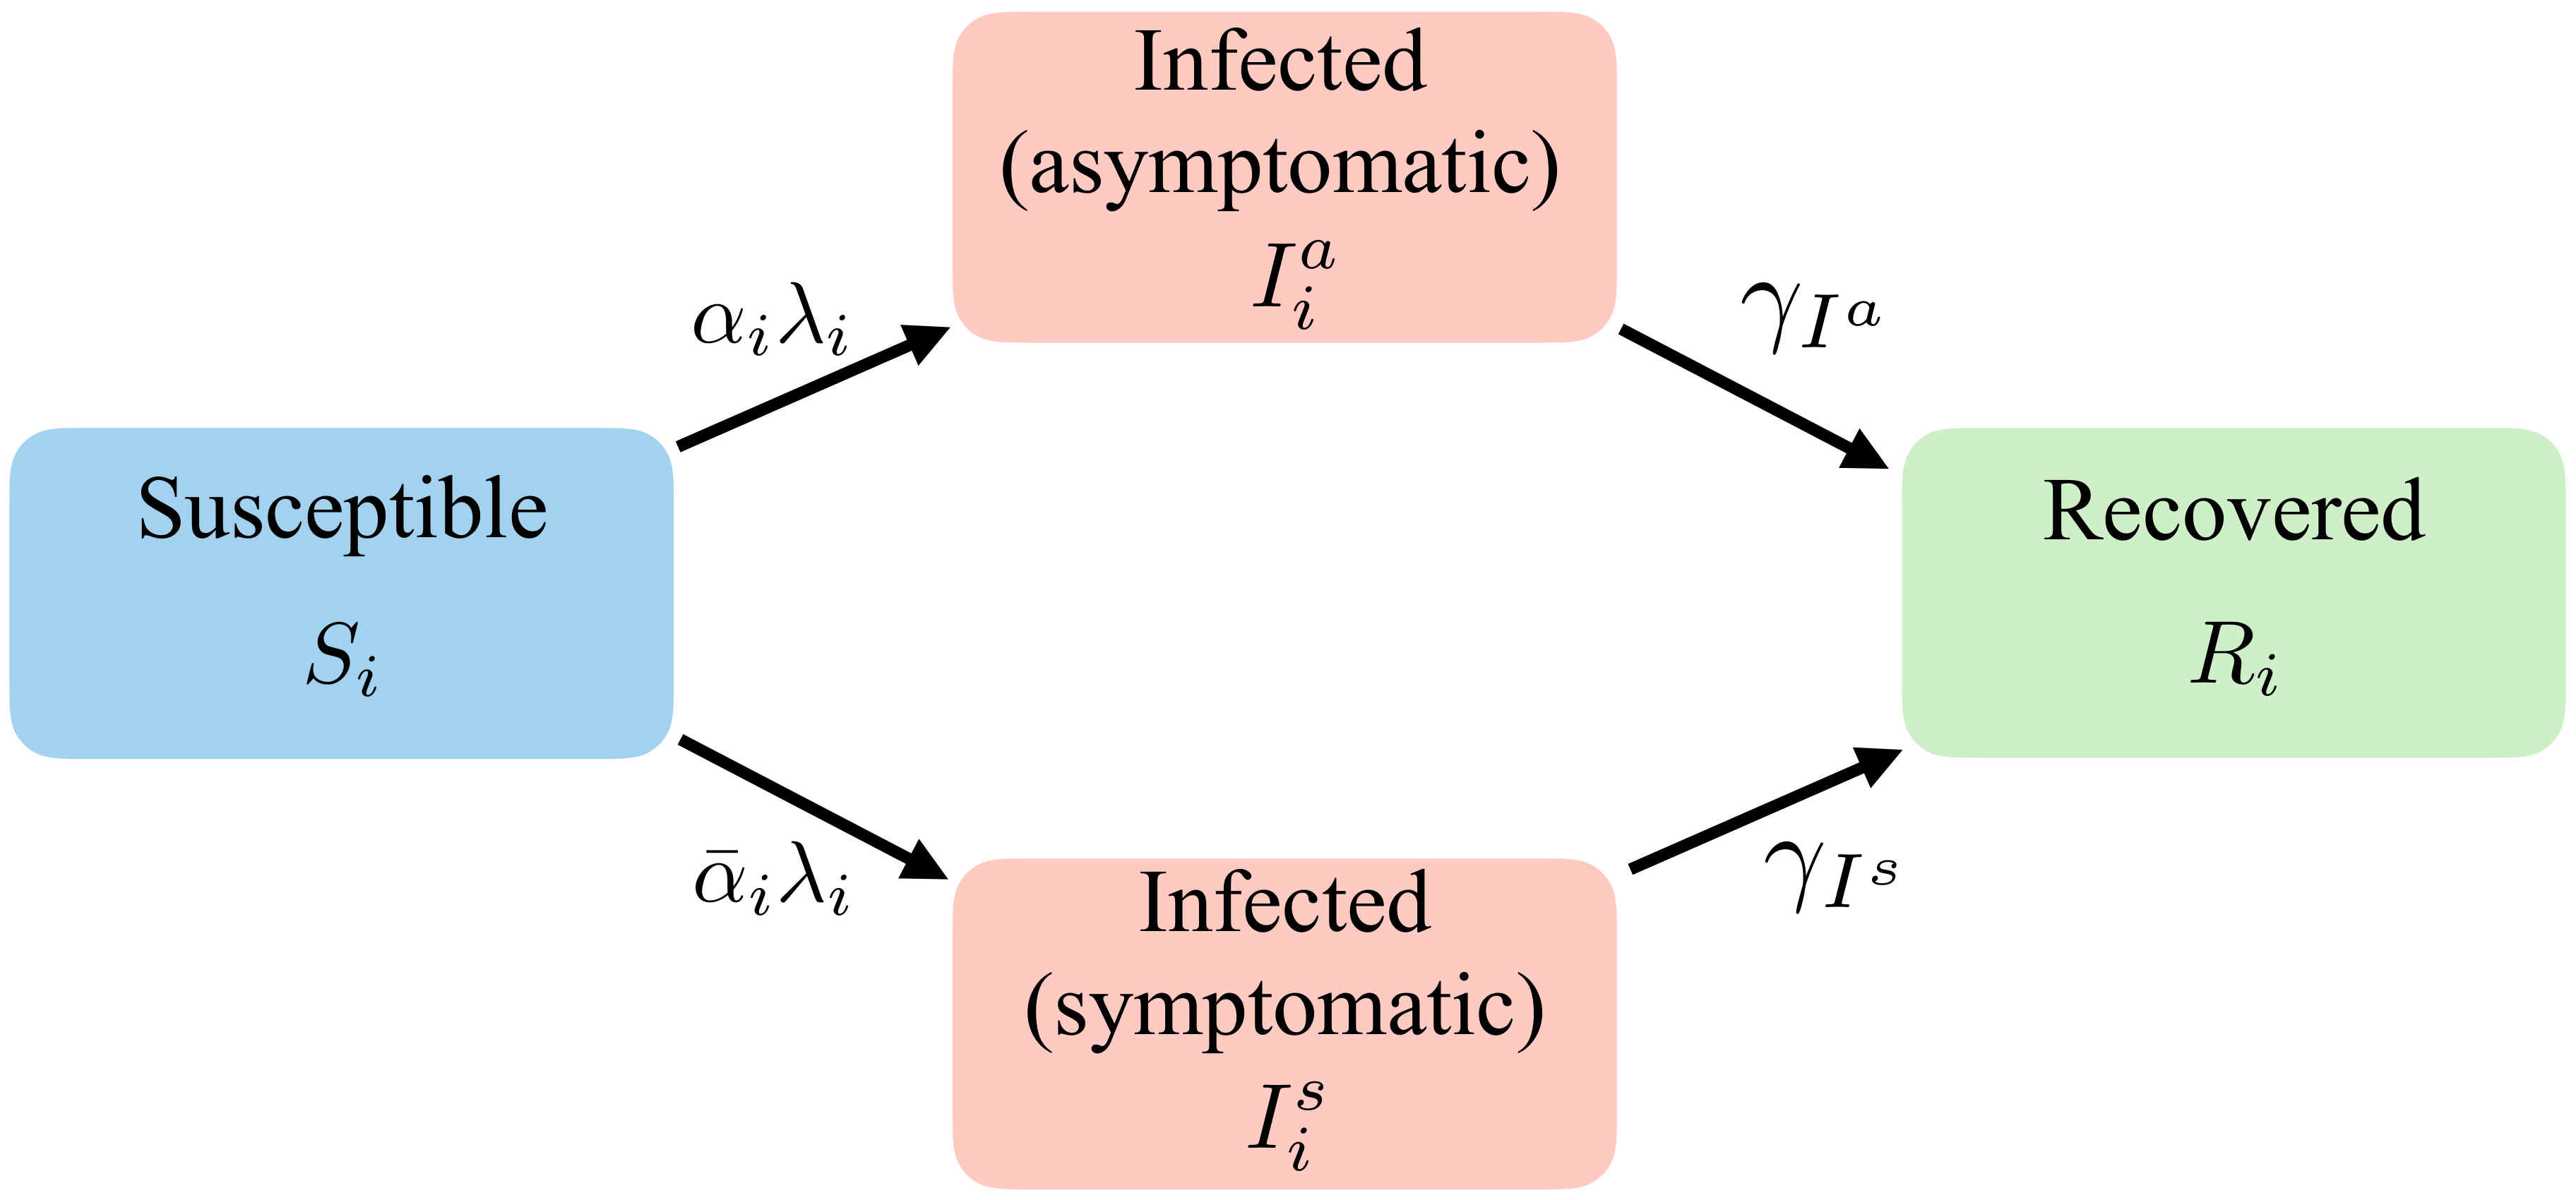 Infected
(asymptomatic)
$I_i^a$
$\alpha_i \lambda_i$
$\gamma_{I^a}$
Susceptible
$S_i$
Recovered
$R_i$
$\bar{\alpha}_i \lambda_i$
$\gamma_{I^s}$
Infected
(symptomatic)
$I_i^s$